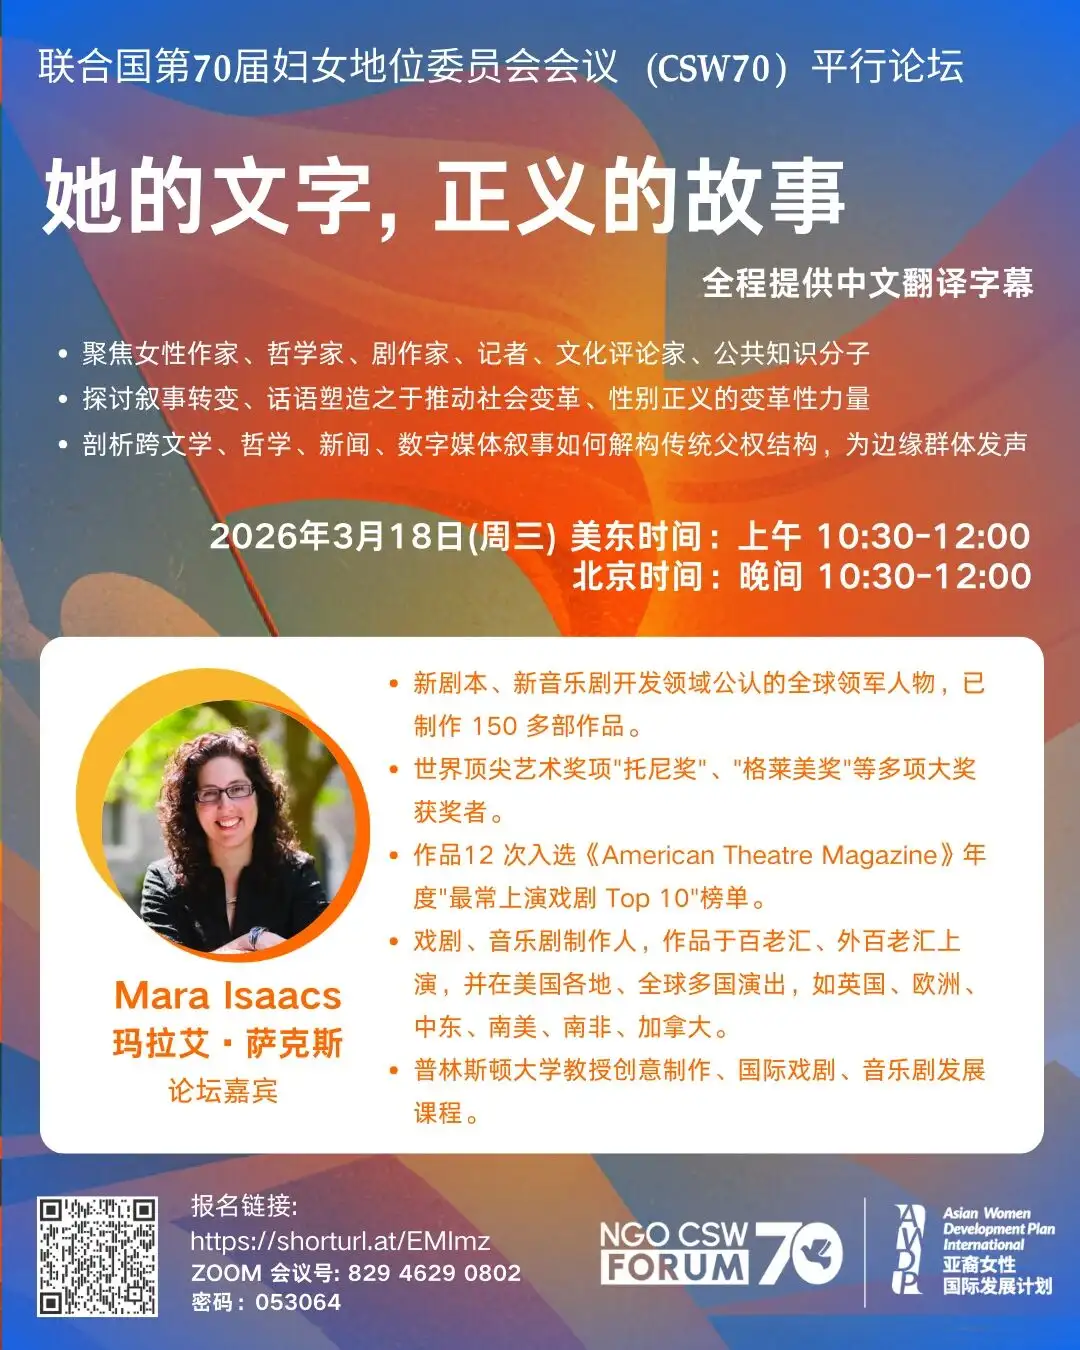 联合国第70届妇女地位委员会会议（CSW70）平行论坛
她的文字, 正义的故事
全程提供中文翻译字幕
• 聚焦女性作家、哲学家、剧作家、记者、文化评论家、公共知识分子
• 探讨叙事转变、话语塑造之于推动社会变革、性别正义的变革性力量
• 剖析跨文学、哲学、新闻、数字媒体叙事如何解构传统父权结构，为边缘群体发声
2026年3月18日(周三) 美东时间：上午 10:30-12:00
北京时间：晚间 10:30-12:00
• 新剧本、新音乐剧开发领域公认的全球领军人物，已
制作 150 多部作品。
• 世界顶尖艺术奖项"托尼奖"、"格莱美奖"等多项大奖
获奖者。
• 作品12 次入选《American Theatre Magazine》年
度"最常上演戏剧 Top 10"榜单。
• 戏剧、音乐剧制作人，作品于百老汇、外百老汇上
演，并在美国各地、全球多国演出，如英国、欧洲、
中东、南美、南非、加拿大。
• 普林斯顿大学教授创意制作、国际戏剧、音乐剧发展
课程。
Mara Isaacs
玛拉艾·萨克斯
论坛嘉宾
报名链接:
https://shorturl.at/EMImz
ZOOM 会议号: 829 4629 0802
密码：053064
NGO CSW
FORUM 70
AWDP
Asian Women
Development Plan
International
亚裔女性
国际发展计划